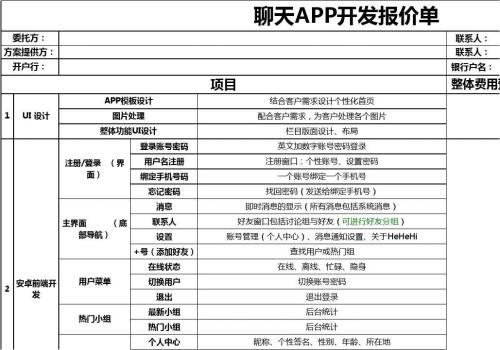 聊天APP开发报价单
委托方： 联系人：
方案提供方： 联系人：
开户行： 银行户名：
项目 整体费用
1 UI 设计 APP模板设计 结合客户需求设计个性化首页
图片处理 配合客户需求，为客户处理各个图片
整体功能UI设计 栏目版面设计、布局
2 安卓前端开发 注册/登录 （界面） 登录账号密码 英文加数字账号密码登录
用户名注册 注册窗口：个性账号、设置密码
绑定手机号码 一个账号绑定一个手机号
忘记密码 找回密码（发送给绑定手机号）
主界面 （底部导航） 消息 即时消息的显示（所有消息包括系统消息）
联系人 好友窗口包括讨论组与好友（可进行好友分组）
设置 账号管理（个人中心）、消息通知设置、关于HeHeHi
+号（添加好友） 查找用户或热门组
用户菜单 在线状态 在线、离线、忙碌、隐身
切换用户 切换账号密码
退出 退出登录
热门小组 最新小组 后台统计
热门小组 后台统计
个人中心 昵称、个性签名、性别、年龄、所在地